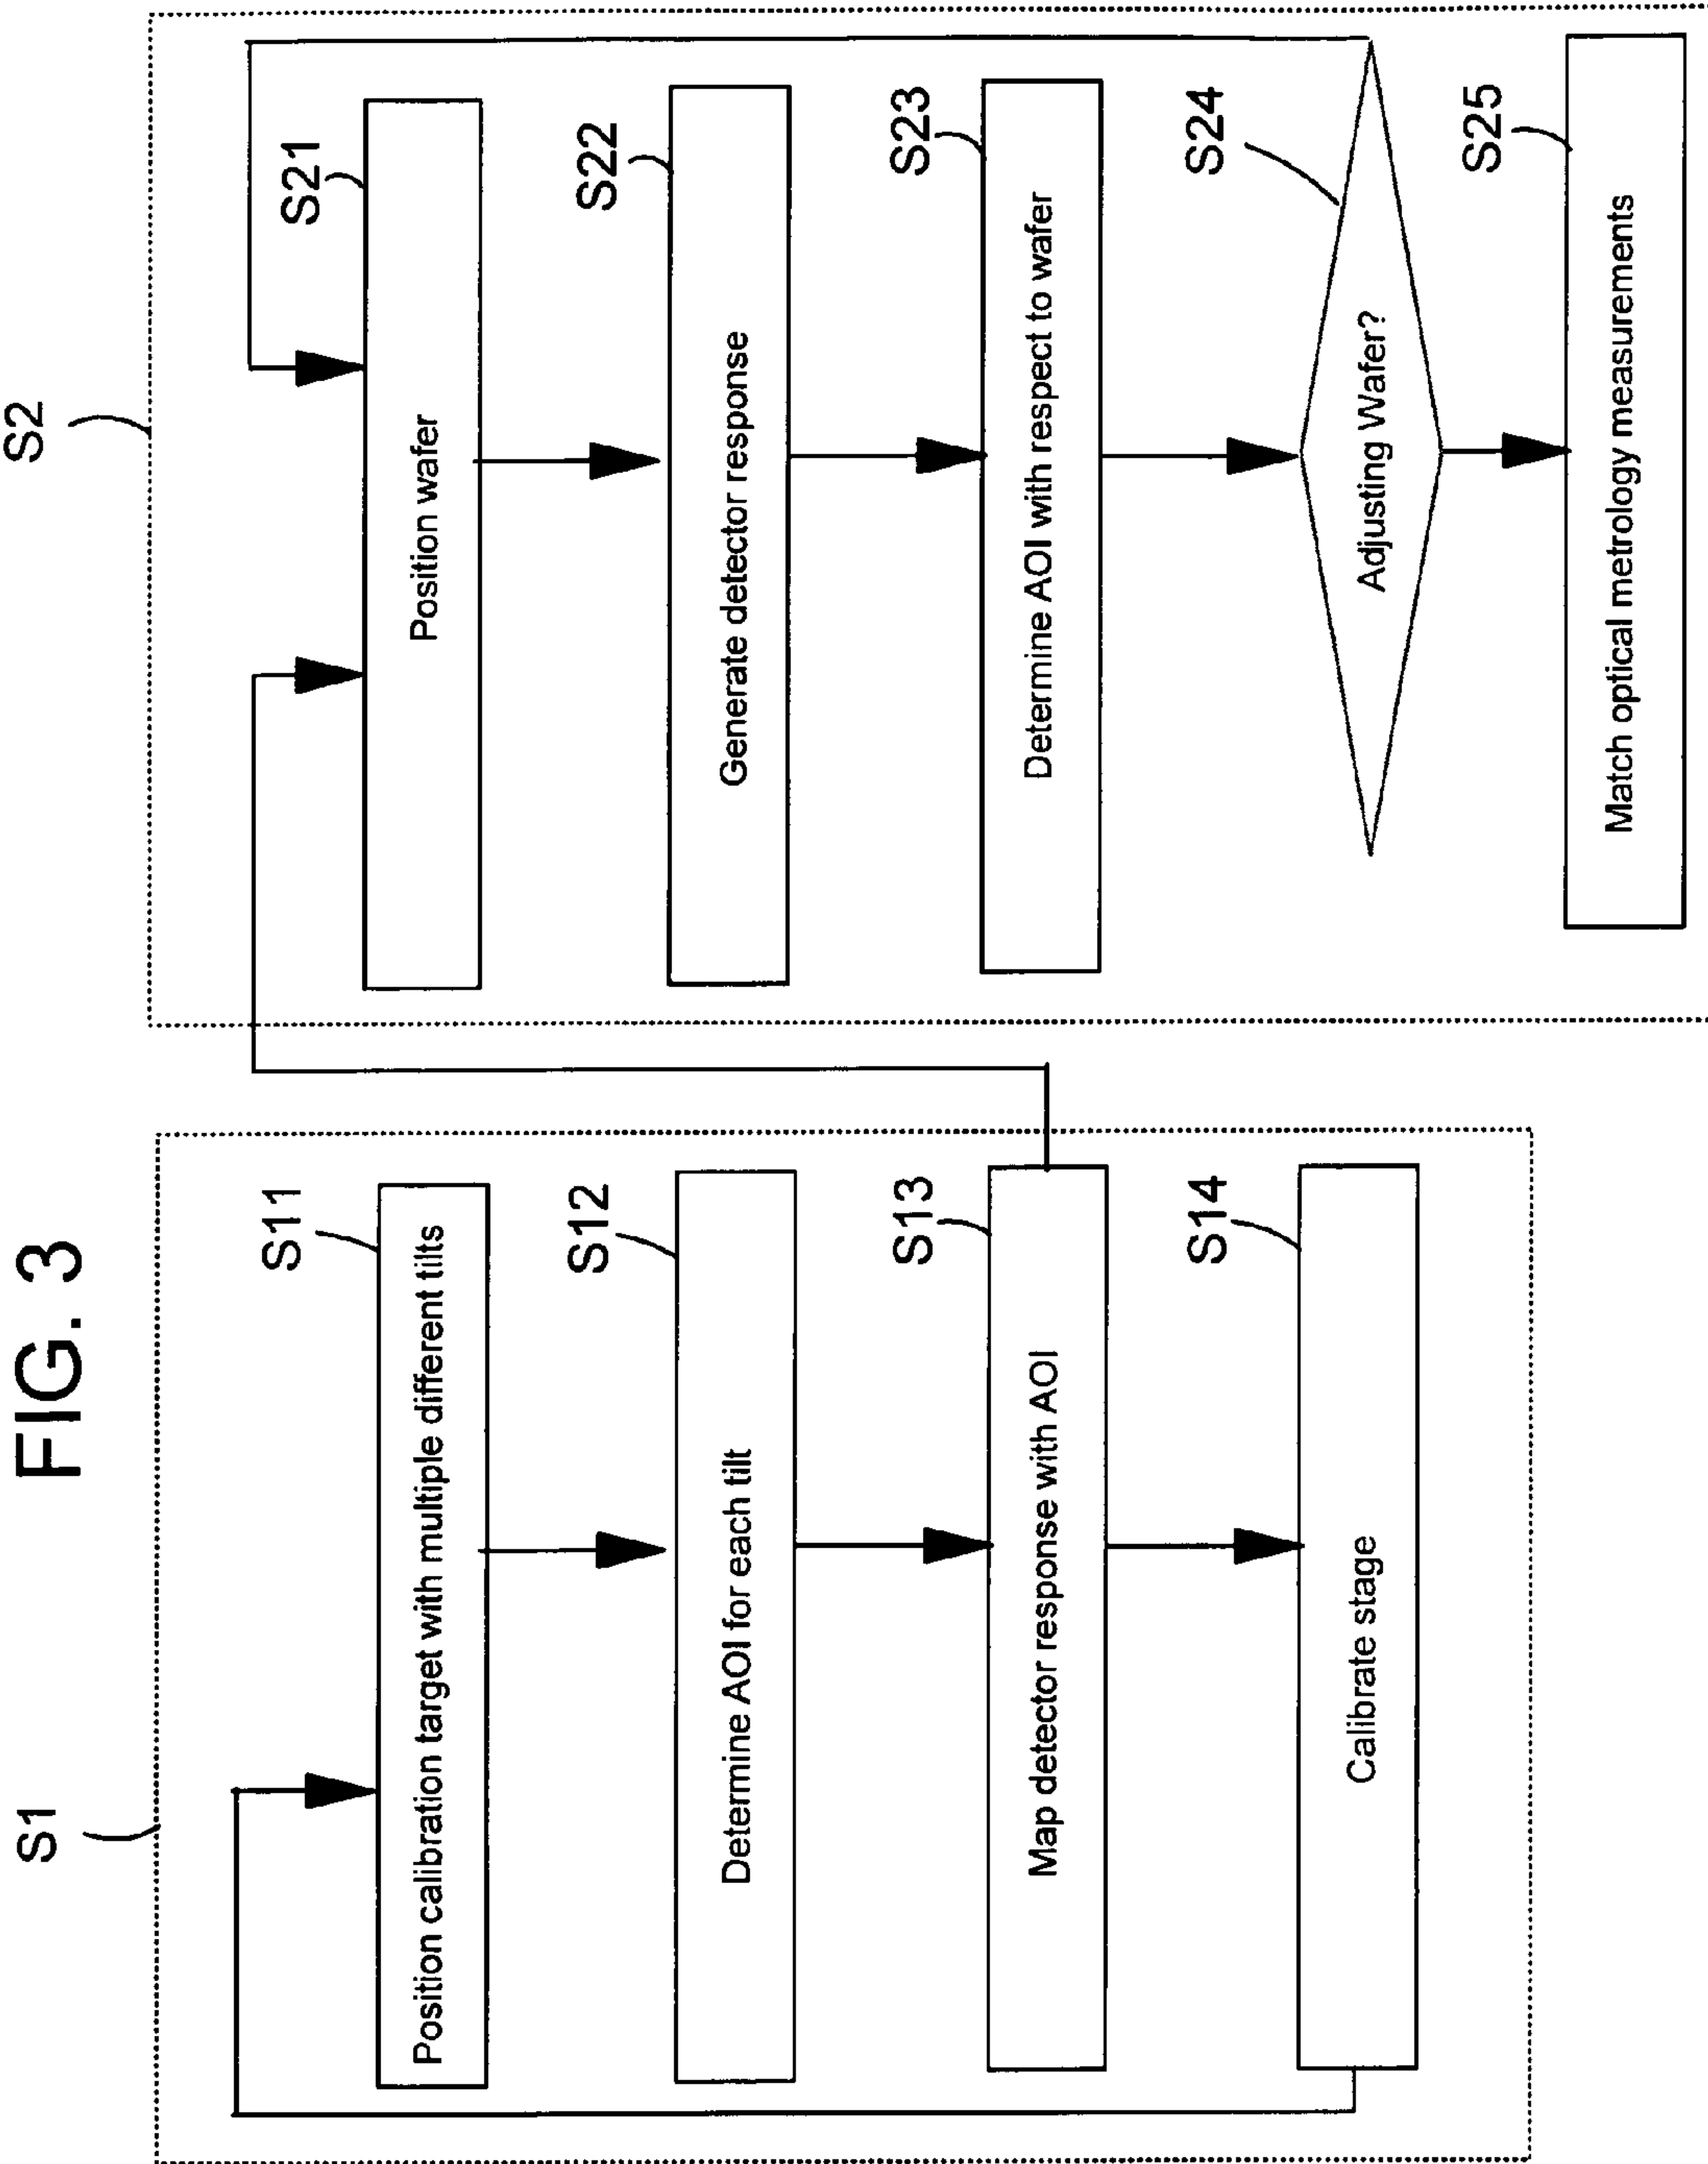 FIG. 3
S1
S11
Position calibration target with multiple different tilts
S12
Determine AOI for each tilt
S13
Map detector response with AOI
S14
Calibrate stage
S2
S21
Position wafer
S22
Generate detector response
S23
Determine AOI with respect to wafer
S24
Adjusting Wafer?
S25
Match optical metrology measurements